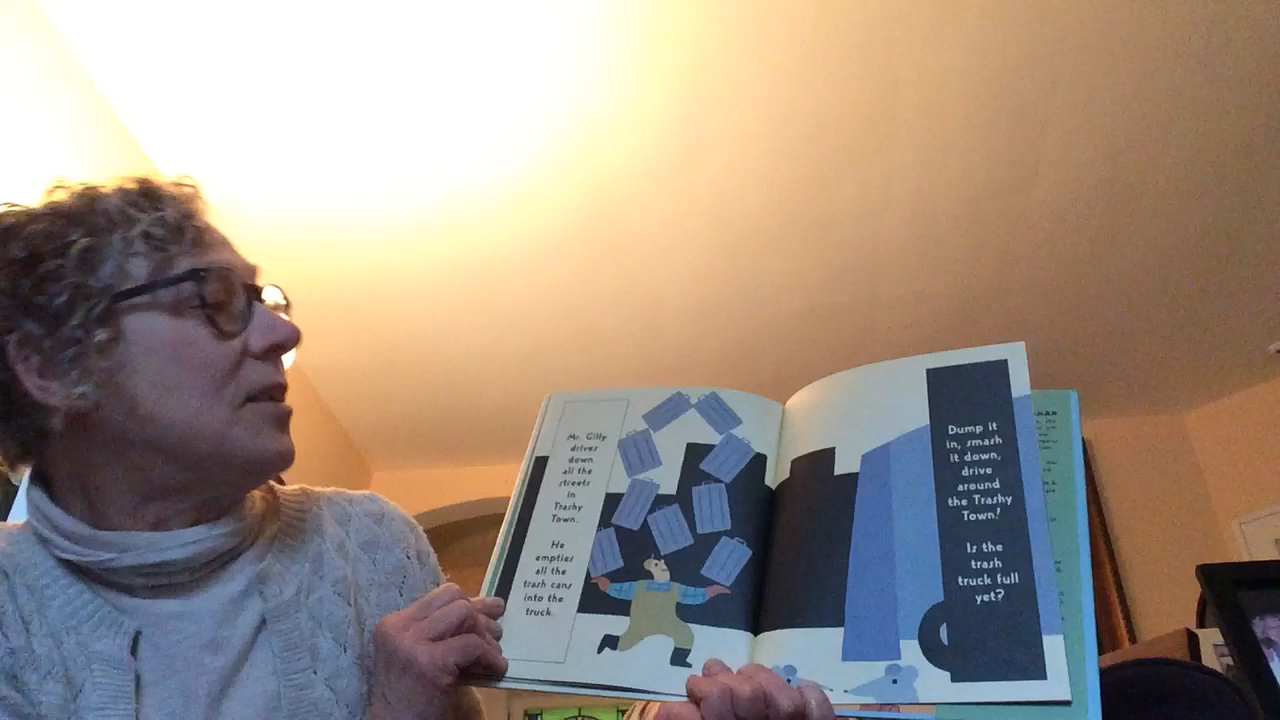 Mr. Gilly
drives
down
all the
streets
in
Trashy
Town.
He
empties
all the
trash cans
into the
truck.
Dump it
in, smash
it down,
drive
around
the Trashy
Town!
Is the
trash
truck full
yet?